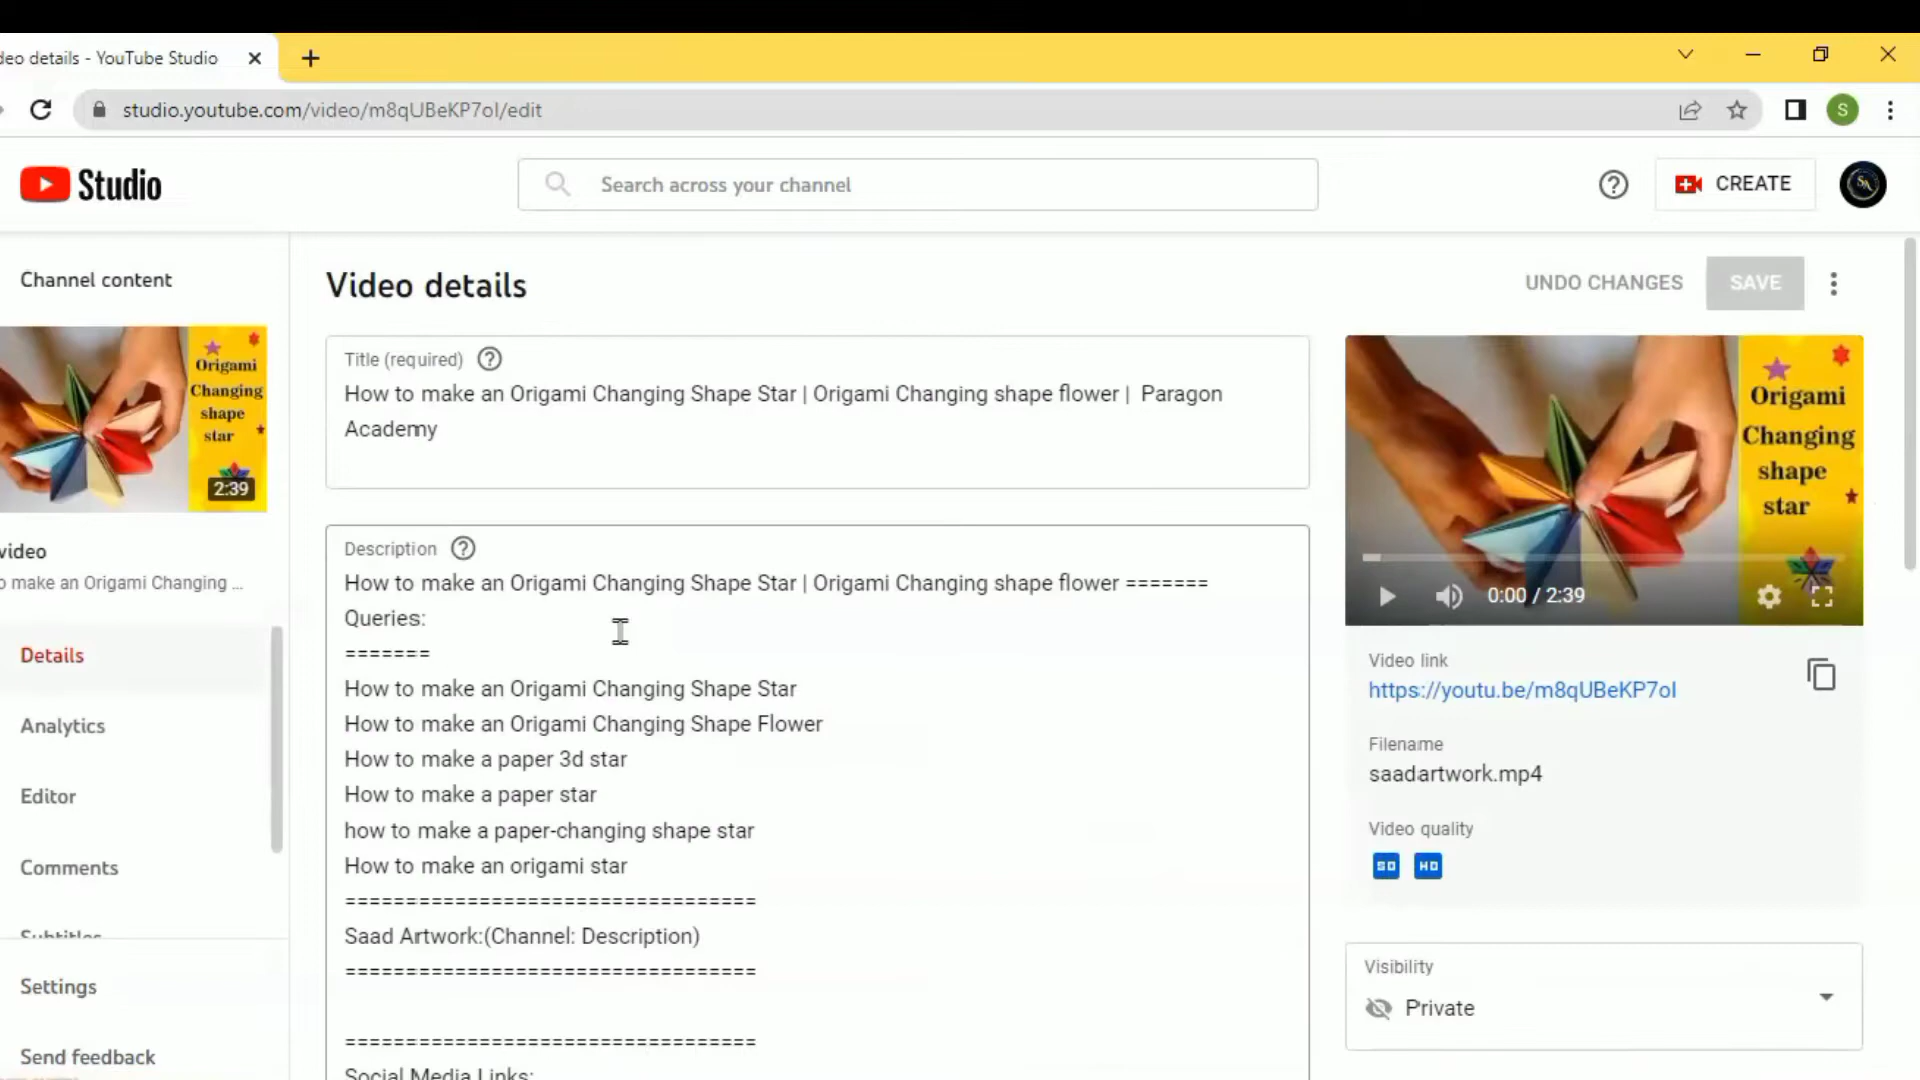 deo details - YouTube Studio
studio.youtube.com/video/m8qUBeKP7oI/edit
S
Studio
Search across your channel
CREATE
SA
Channel content
Video details
UNDO CHANGES
SAVE
Origami
Changing
shape
star
2:39
Title (required)
How to make an Origami Changing Shape Star | Origami Changing shape flower | Paragon
Academy
Origami
Changing
shape
star
0:00 / 2:39
video
o make an Origami Changing ...
Description
How to make an Origami Changing Shape Star | Origami Changing shape flower =======
Queries:
=======
How to make an Origami Changing Shape Star
How to make an Origami Changing Shape Flower
How to make a paper 3d star
How to make a paper star
how to make a paper-changing shape star
How to make an origami star
=================================
Saad Artwork:(Channel: Description)
=================================
=================================
Social Media Links:
Details
Analytics
Editor
Comments
Subtitles
Settings
Send feedback
Video link
https://youtu.be/m8qUBeKP7oI
Filename
saadartwork.mp4
Video quality
SD HD
Visibility
Private